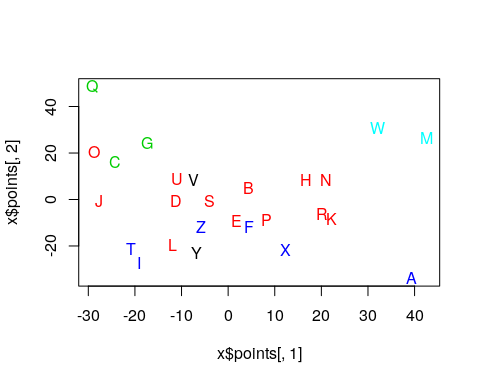 Q
W
M
G
O
C
U V H N
B
J D S
R
E P K
Z F
T L Y X
I
A
x$points[, 2]
40
20
0
-20
-30 -20 -10 0 10 20 30 40
x$points[, 1]